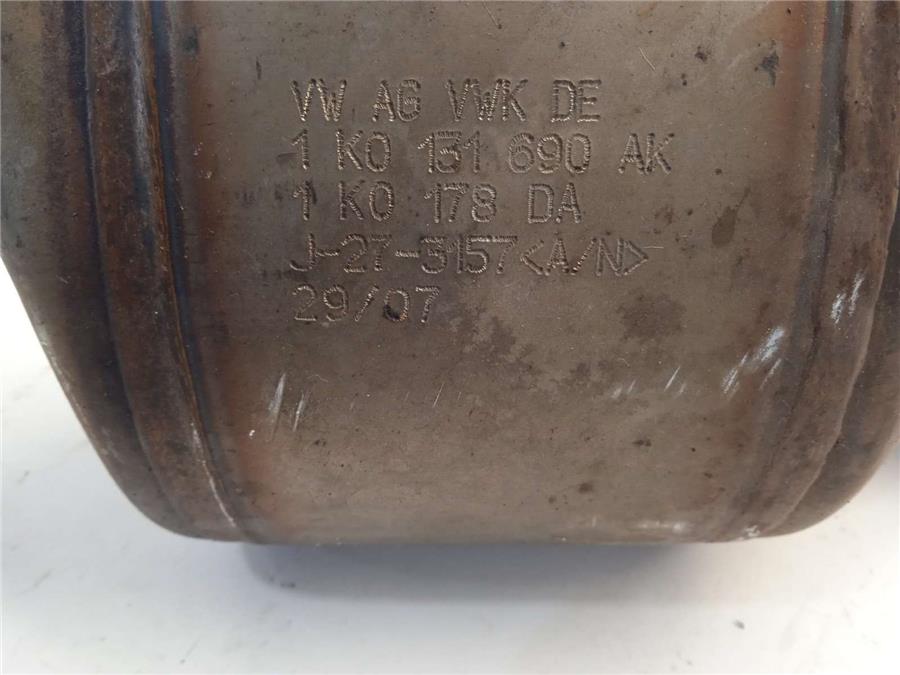 VW AG VWK DE
1 K0 131 690 AK
1 K0 178 DA
J-27-3157<A/N>
29/07